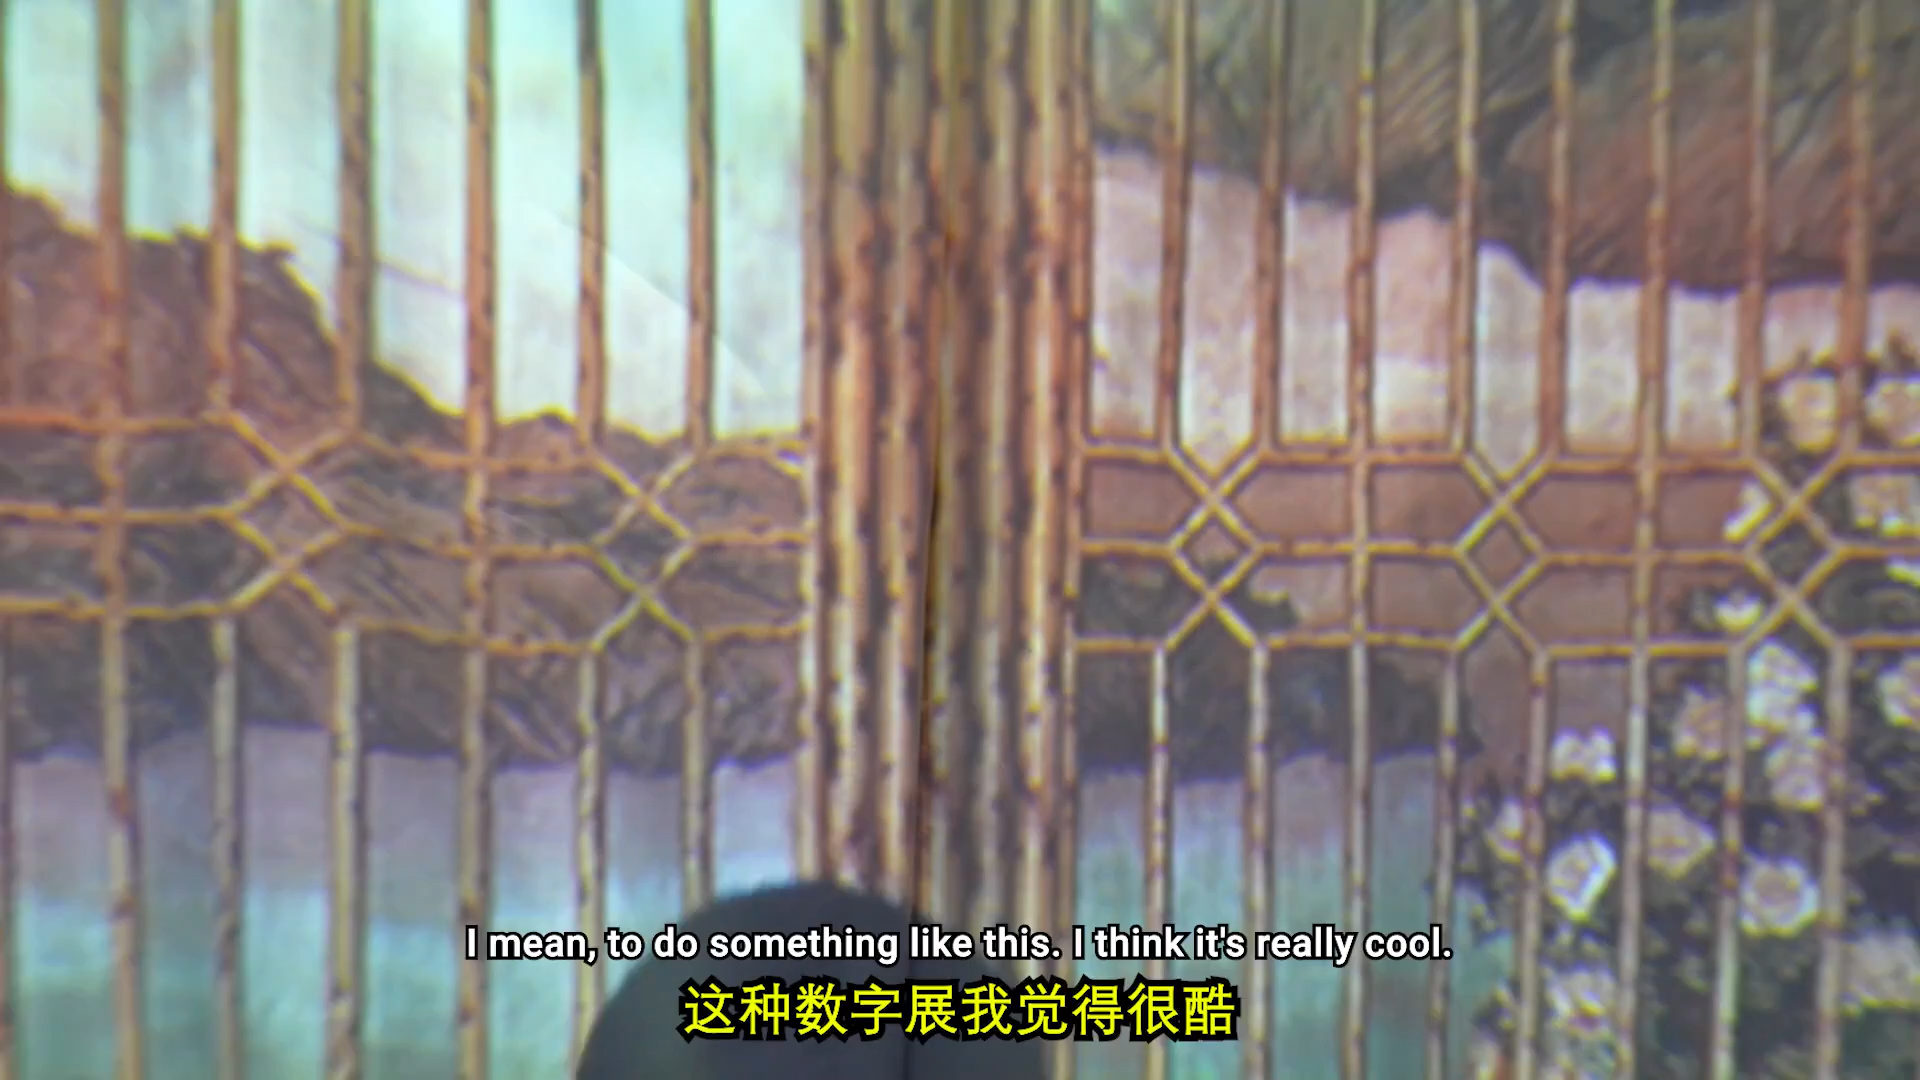 I mean, to do something like this. I think it's really cool.
这种数字展我觉得很酷